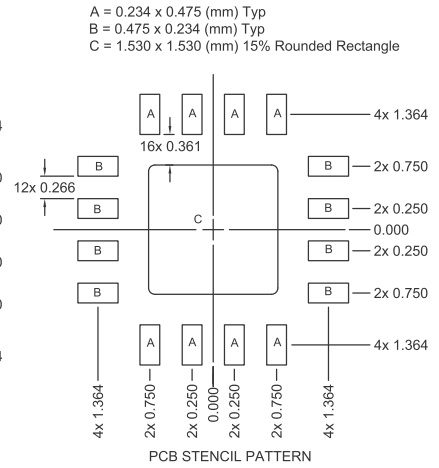 A = 0.234 x 0.475 (mm) Typ
B = 0.475 x 0.234 (mm) Typ
C = 1.530 x 1.530 (mm) 15% Rounded Rectangle
A A A A
4x 1.364
16x 0.361
B
B
2x 0.750
12x 0.266
B
B
2x 0.250
C
0.000
B
B
2x 0.250
B
B
2x 0.750
A A A A
4x 1.364
4x 1.364
2x 0.750
2x 0.250
0.000
2x 0.250
2x 0.750
4x 1.364
PCB STENCIL PATTERN